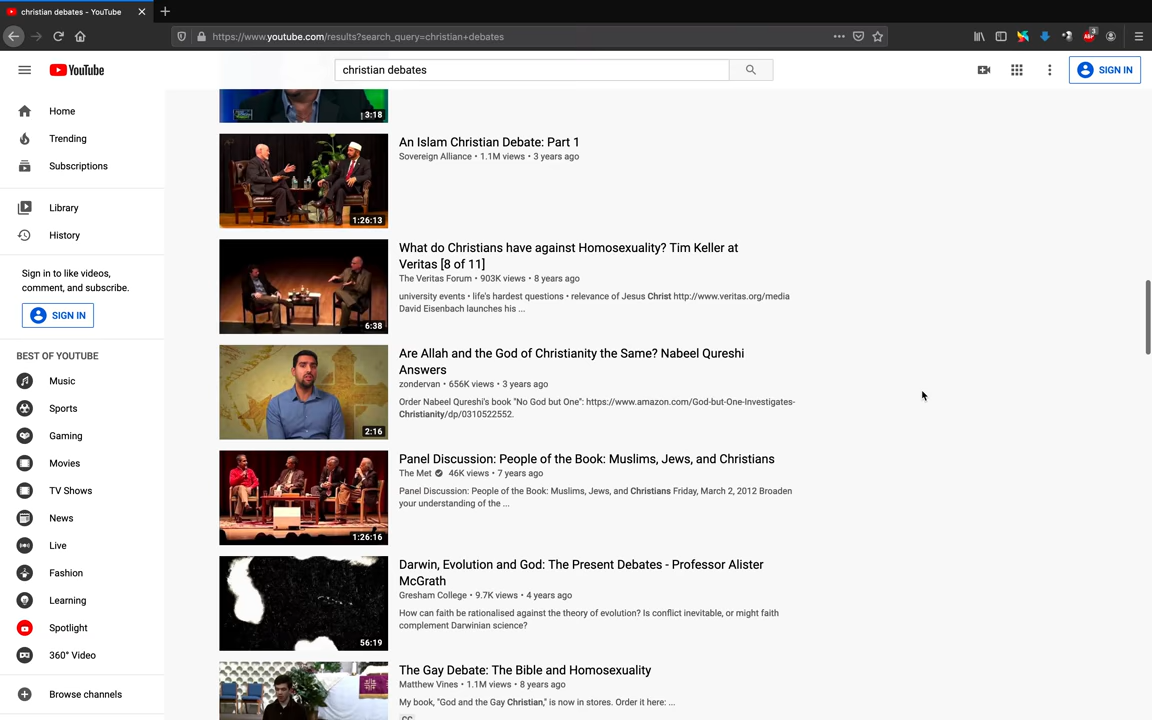 christian debates - YouTube
https://www.youtube.com/results?search_query=christian+debates
3
YouTube
christian debates
SIGN IN
Home
Trending
Subscriptions
Library
History
Sign in to like videos,
comment, and subscribe.
SIGN IN
BEST OF YOUTUBE
Music
Sports
Gaming
Movies
TV Shows
News
Live
Fashion
Learning
Spotlight
360° Video
Browse channels
3:18
An Islam Christian Debate: Part 1
Sovereign Alliance • 1.1M views • 3 years ago
1:26:13
What do Christians have against Homosexuality? Tim Keller at
Veritas [8 of 11]
The Veritas Forum • 903K views • 8 years ago
university events • life's hardest questions • relevance of Jesus Christ http://www.veritas.org/media
David Eisenbach launches his ...
6:38
Are Allah and the God of Christianity the Same? Nabeel Qureshi
Answers
zondervan • 656K views • 3 years ago
Order Nabeel Qureshi's book "No God but One": https://www.amazon.com/God-but-One-Investigates-
Christianity/dp/0310522552.
2:16
Panel Discussion: People of the Book: Muslims, Jews, and Christians
The Met 46K views • 7 years ago
Panel Discussion: People of the Book: Muslims, Jews, and Christians Friday, March 2, 2012 Broaden
your understanding of the ...
1:26:16
Darwin, Evolution and God: The Present Debates - Professor Alister
McGrath
Gresham College • 9.7K views • 4 years ago
How can faith be rationalised against the theory of evolution? Is conflict inevitable, or might faith
complement Darwinian science?
56:19
The Gay Debate: The Bible and Homosexuality
Matthew Vines • 1.1M views • 8 years ago
My book, "God and the Gay Christian," is now in stores. Order it here: ...
CC